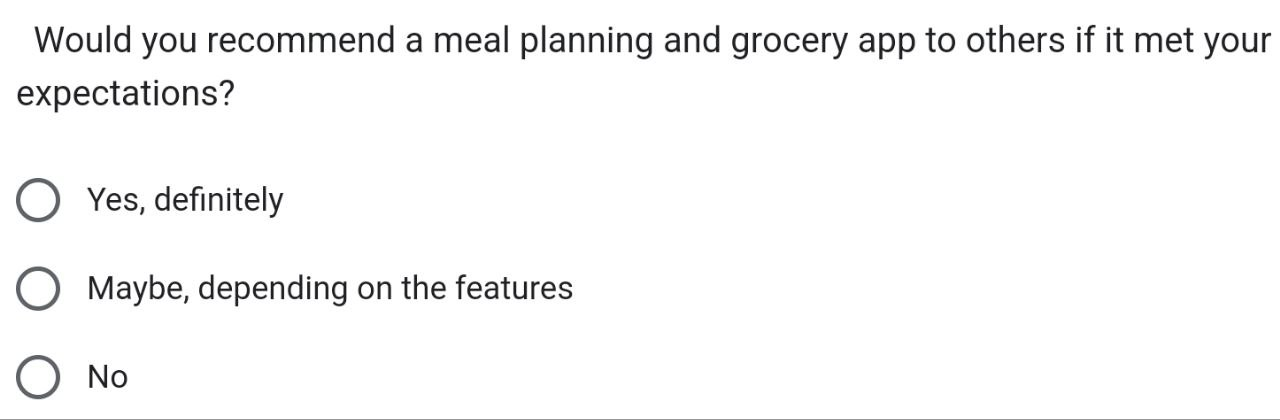 Would you recommend a meal planning and grocery app to others if it met your
expectations?
Yes, definitely
Maybe, depending on the features
No